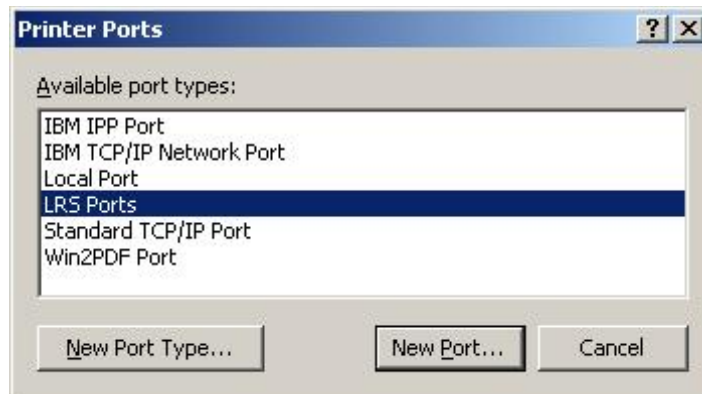 Printer Ports
Available port types:
IBM IPP Port
IBM TCP/IP Network Port
Local Port
LRS Ports
Standard TCP/IP Port
Win2PDF Port
New Port Type... New Port... Cancel